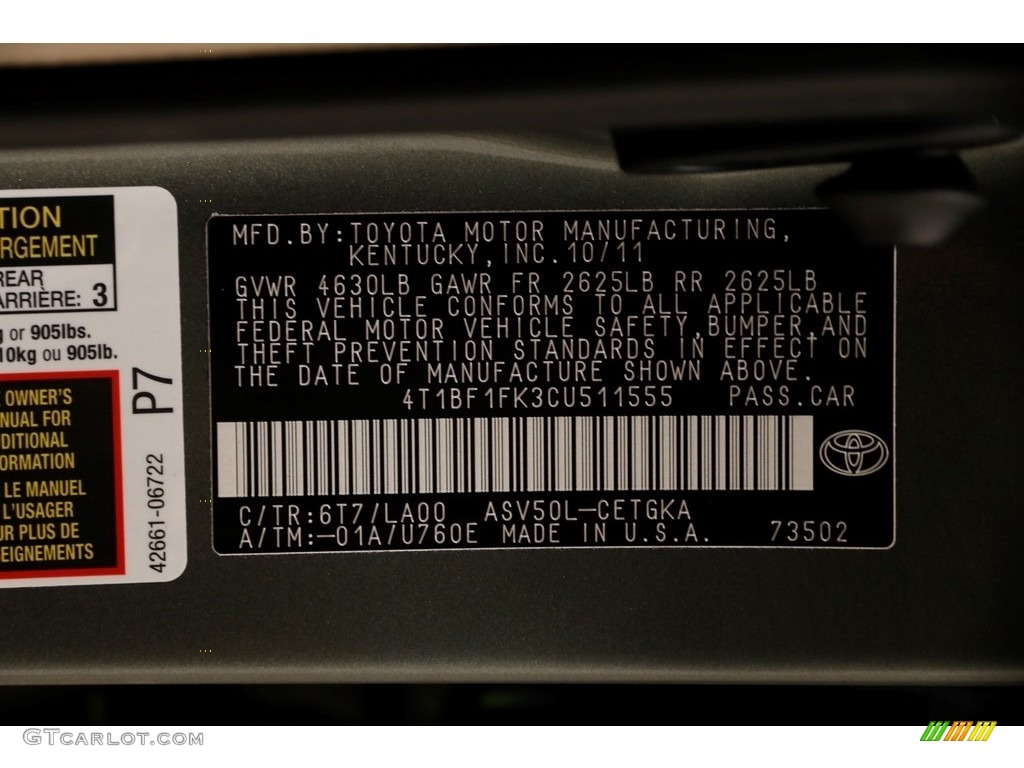 TION
RGEMENT
REAR
ARRIÈRE: 3
g or 905lbs.
10kg ou 905lb.
OWNER'S
NUAL FOR
DITIONAL
ORMATION
LE MANUEL
L'USAGER
UR PLUS DE
EIGNEMENTS
P7
42661-06722
MFD.BY:TOYOTA MOTOR MANUFACTURING,
KENTUCKY,INC.10/11
GVWR 4630LB GAWR FR 2625LB RR 2625LB
THIS VEHICLE CONFORMS TO ALL APPLICABLE
FEDERAL MOTOR VEHICLE SAFETY,BUMPER,AND
THEFT PREVENTION STANDARDS IN EFFECT ON
THE DATE OF MANUFACTURE SHOWN ABOVE.
4T1BF1FK3CU511555 PASS.CAR
C/TR:6T7/LA00 ASV50L-CETGKA
A/TM:-01A/U760E MADE IN U.S.A. 73502
GTCARLOT.COM